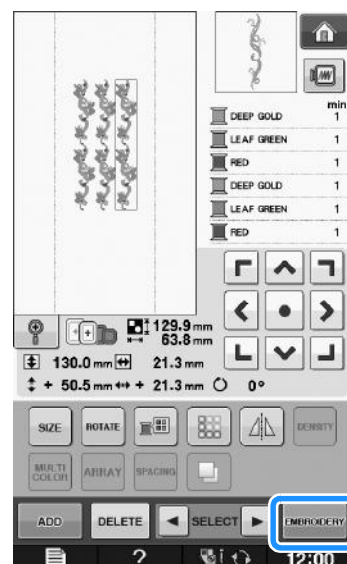 min
DEEP GOLD 1
LEAF GREEN 1
RED 1
DEEP GOLD 1
LEAF GREEN 1
RED 1
129.9 mm
63.8 mm
130.0 mm 21.3 mm
+ 50.5 mm + 21.3 mm 0°
SIZE ROTATE DENSITY
MULTI COLOR ARRAY SPACING
ADD DELETE SELECT EMBROIDERY
? 12:00